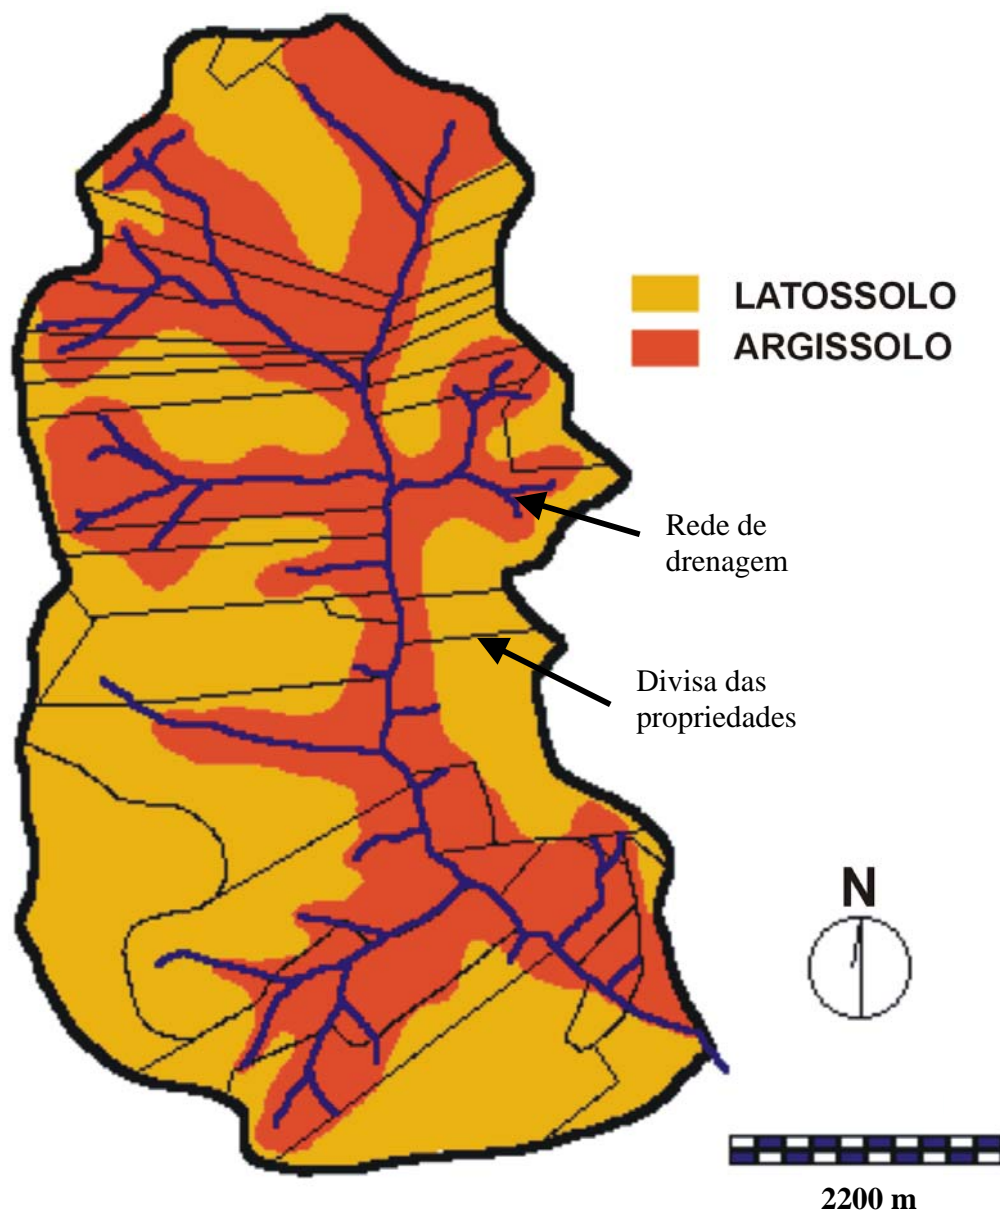 LATOSSOLO
ARGISSOLO
Rede de
drenagem
Divisa das
propriedades
N
2200 m